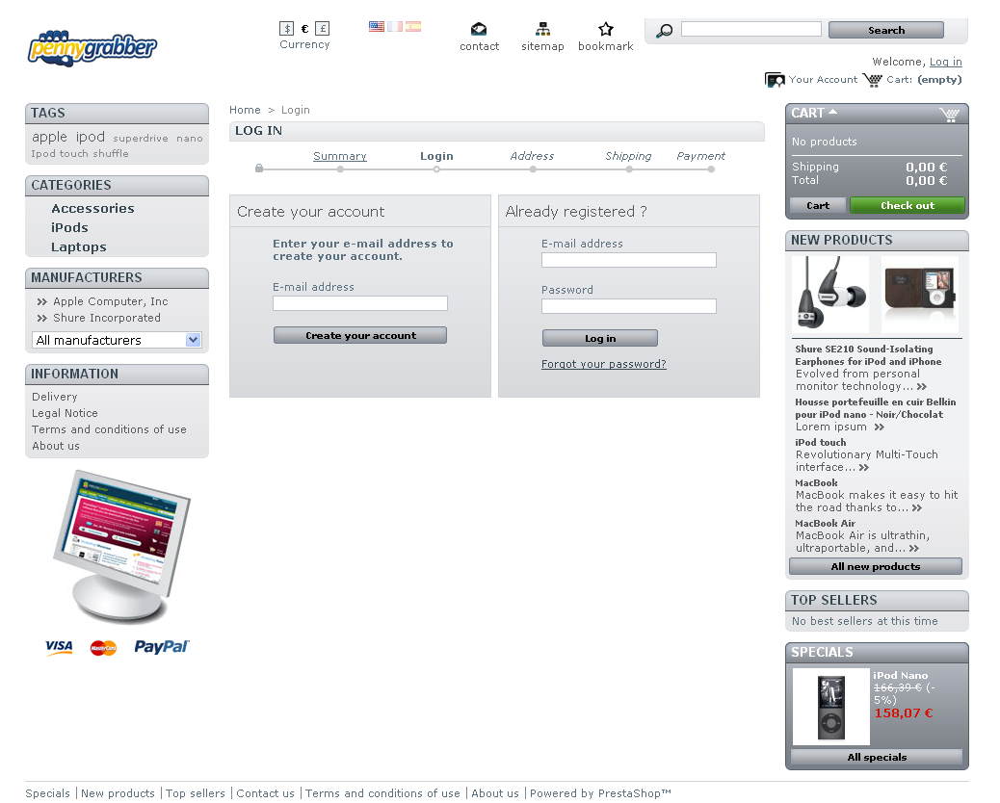 pennygrabber
$ € £
Currency
contact
sitemap
bookmark
Search
Welcome, Log in
Your Account
Cart: (empty)
TAGS
apple ipod superdrive nano
Ipod touch shuffle
CATEGORIES
Accessories
iPods
Laptops
MANUFACTURERS
Apple Computer, Inc
Shure Incorporated
All manufacturers
INFORMATION
Delivery
Legal Notice
Terms and conditions of use
About us
VISA MasterCard PayPal
Home > Login
LOG IN
Summary Login Address Shipping Payment
Create your account
Enter your e-mail address to
create your account.
E-mail address
Create your account
Already registered ?
E-mail address
Password
Log in
Forgot your password?
CART
No products
Shipping 0,00 €
Total 0,00 €
Cart Check out
NEW PRODUCTS
Shure SE210 Sound-Isolating
Earphones for iPod and iPhone
Evolved from personal
monitor technology... >>
Housse portefeuille en cuir Belkin
pour iPod nano - Noir/Chocolat
Lorem ipsum >>
iPod touch
Revolutionary Multi-Touch
interface... >>
MacBook
MacBook makes it easy to hit
the road thanks to... >>
MacBook Air
MacBook Air is ultrathin,
ultraportable, and... >>
All new products
TOP SELLERS
No best sellers at this time
SPECIALS
iPod Nano
166,39 € (-
5%)
158,07 €
All specials
Specials | New products | Top sellers | Contact us | Terms and conditions of use | About us | Powered by PrestaShop™